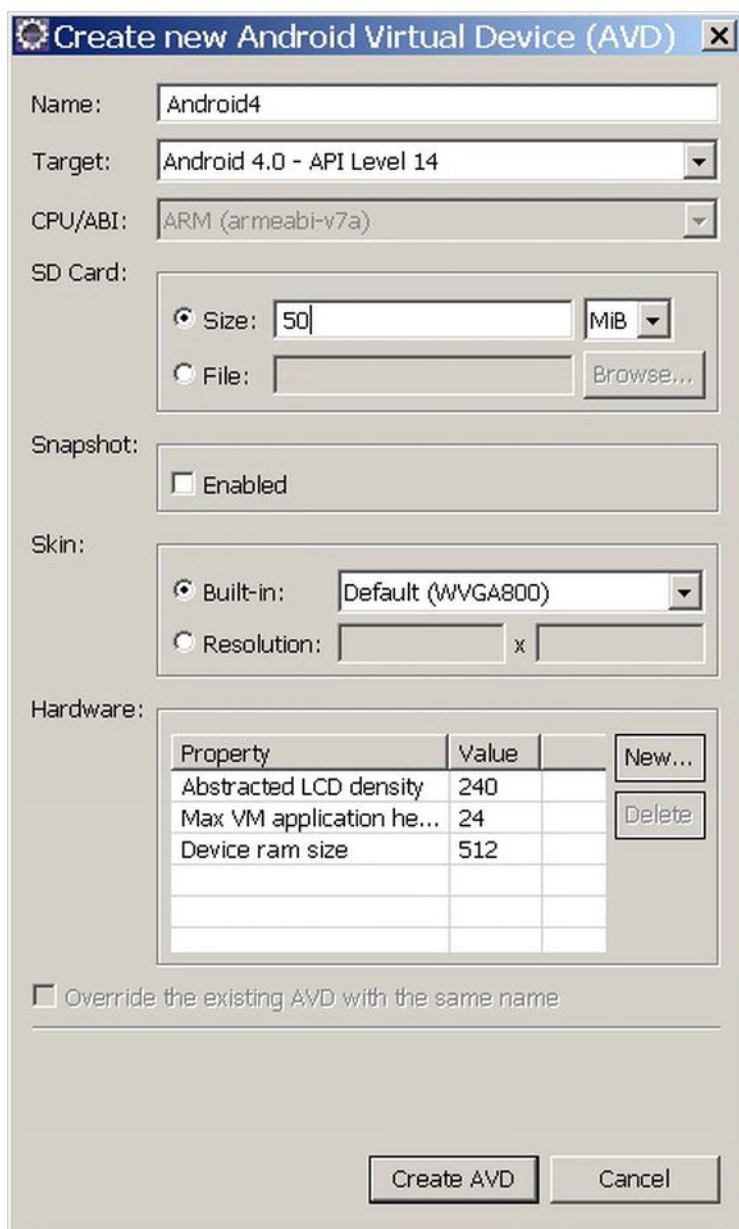 Create new Android Virtual Device (AVD)
Name: Android4
Target: Android 4.0 - API Level 14
CPU/ABI: ARM (armeabi-v7a)
SD Card:
Size: 50 MiB
File: Browse...
Snapshot:
Enabled
Skin:
Built-in: Default (WVGA800)
Resolution: x
Hardware:
Property Value New...
Abstracted LCD density 240
Max VM application he... 24 Delete
Device ram size 512
Override the existing AVD with the same name
Create AVD Cancel